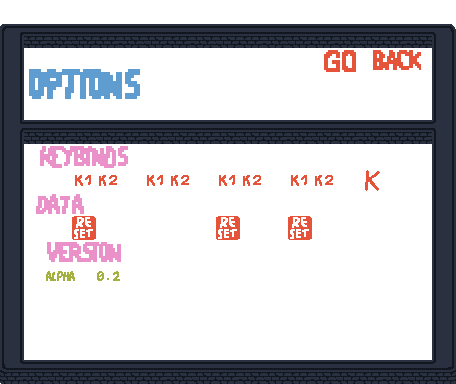 GO BACK
OPTIONS
KEYBINDS
K1 K2 K1 K2 K1 K2 K1 K2 K
DATA
RE SET RE SET RE SET
VERSION
ALPHA 0.2